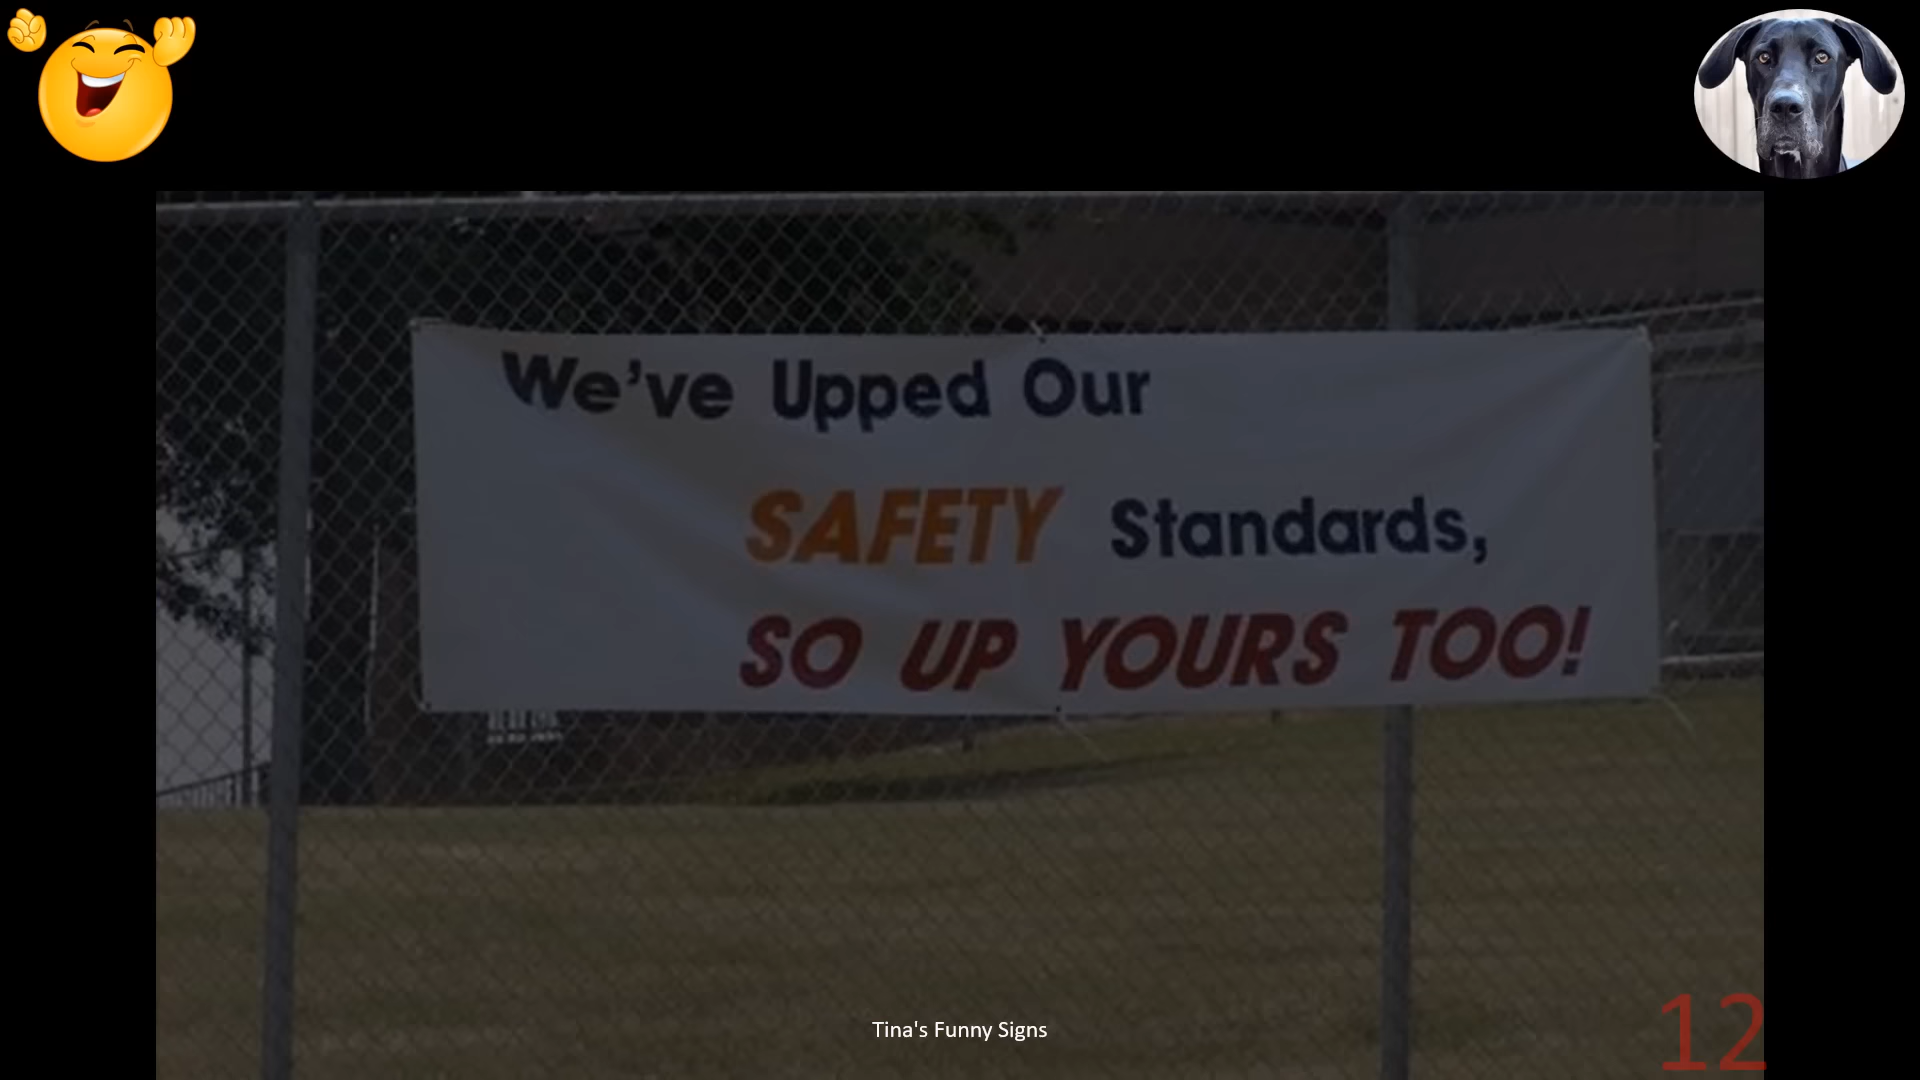 We've Upped Our
SAFETY Standards,
SO UP YOURS TOO!
Tina's Funny Signs
12